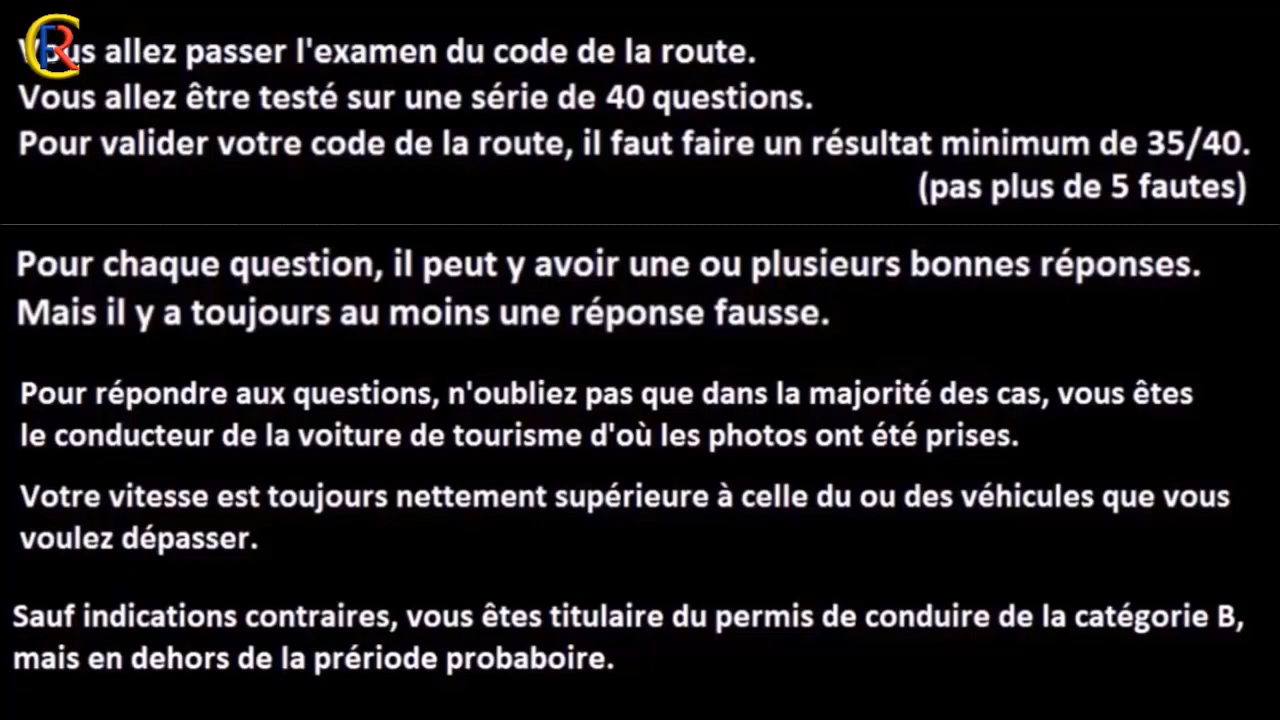 Vous allez passer l'examen du code de la route.
Vous allez être testé sur une série de 40 questions.
Pour valider votre code de la route, il faut faire un résultat minimum de 35/40.
(pas plus de 5 fautes)
Pour chaque question, il peut y avoir une ou plusieurs bonnes réponses.
Mais il y a toujours au moins une réponse fausse.
Pour répondre aux questions, n'oubliez pas que dans la majorité des cas, vous êtes
le conducteur de la voiture de tourisme d'où les photos ont été prises.
Votre vitesse est toujours nettement supérieure à celle du ou des véhicules que vous
voulez dépasser.
Sauf indications contraires, vous êtes titulaire du permis de conduire de la catégorie B,
mais en dehors de la prériode probaboire.
CFR